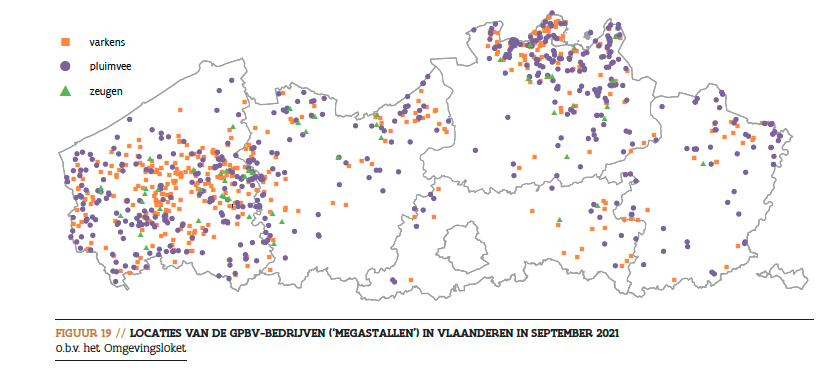 varkens
pluimvee
zeugen
FIGUUR 19 // LOCATIES VAN DE GPBV-BEDRIJVEN (‘MEGASTALLEN’) IN VLAANDEREN IN SEPTEMBER 2021
o.b.v. het Omgevingsloket